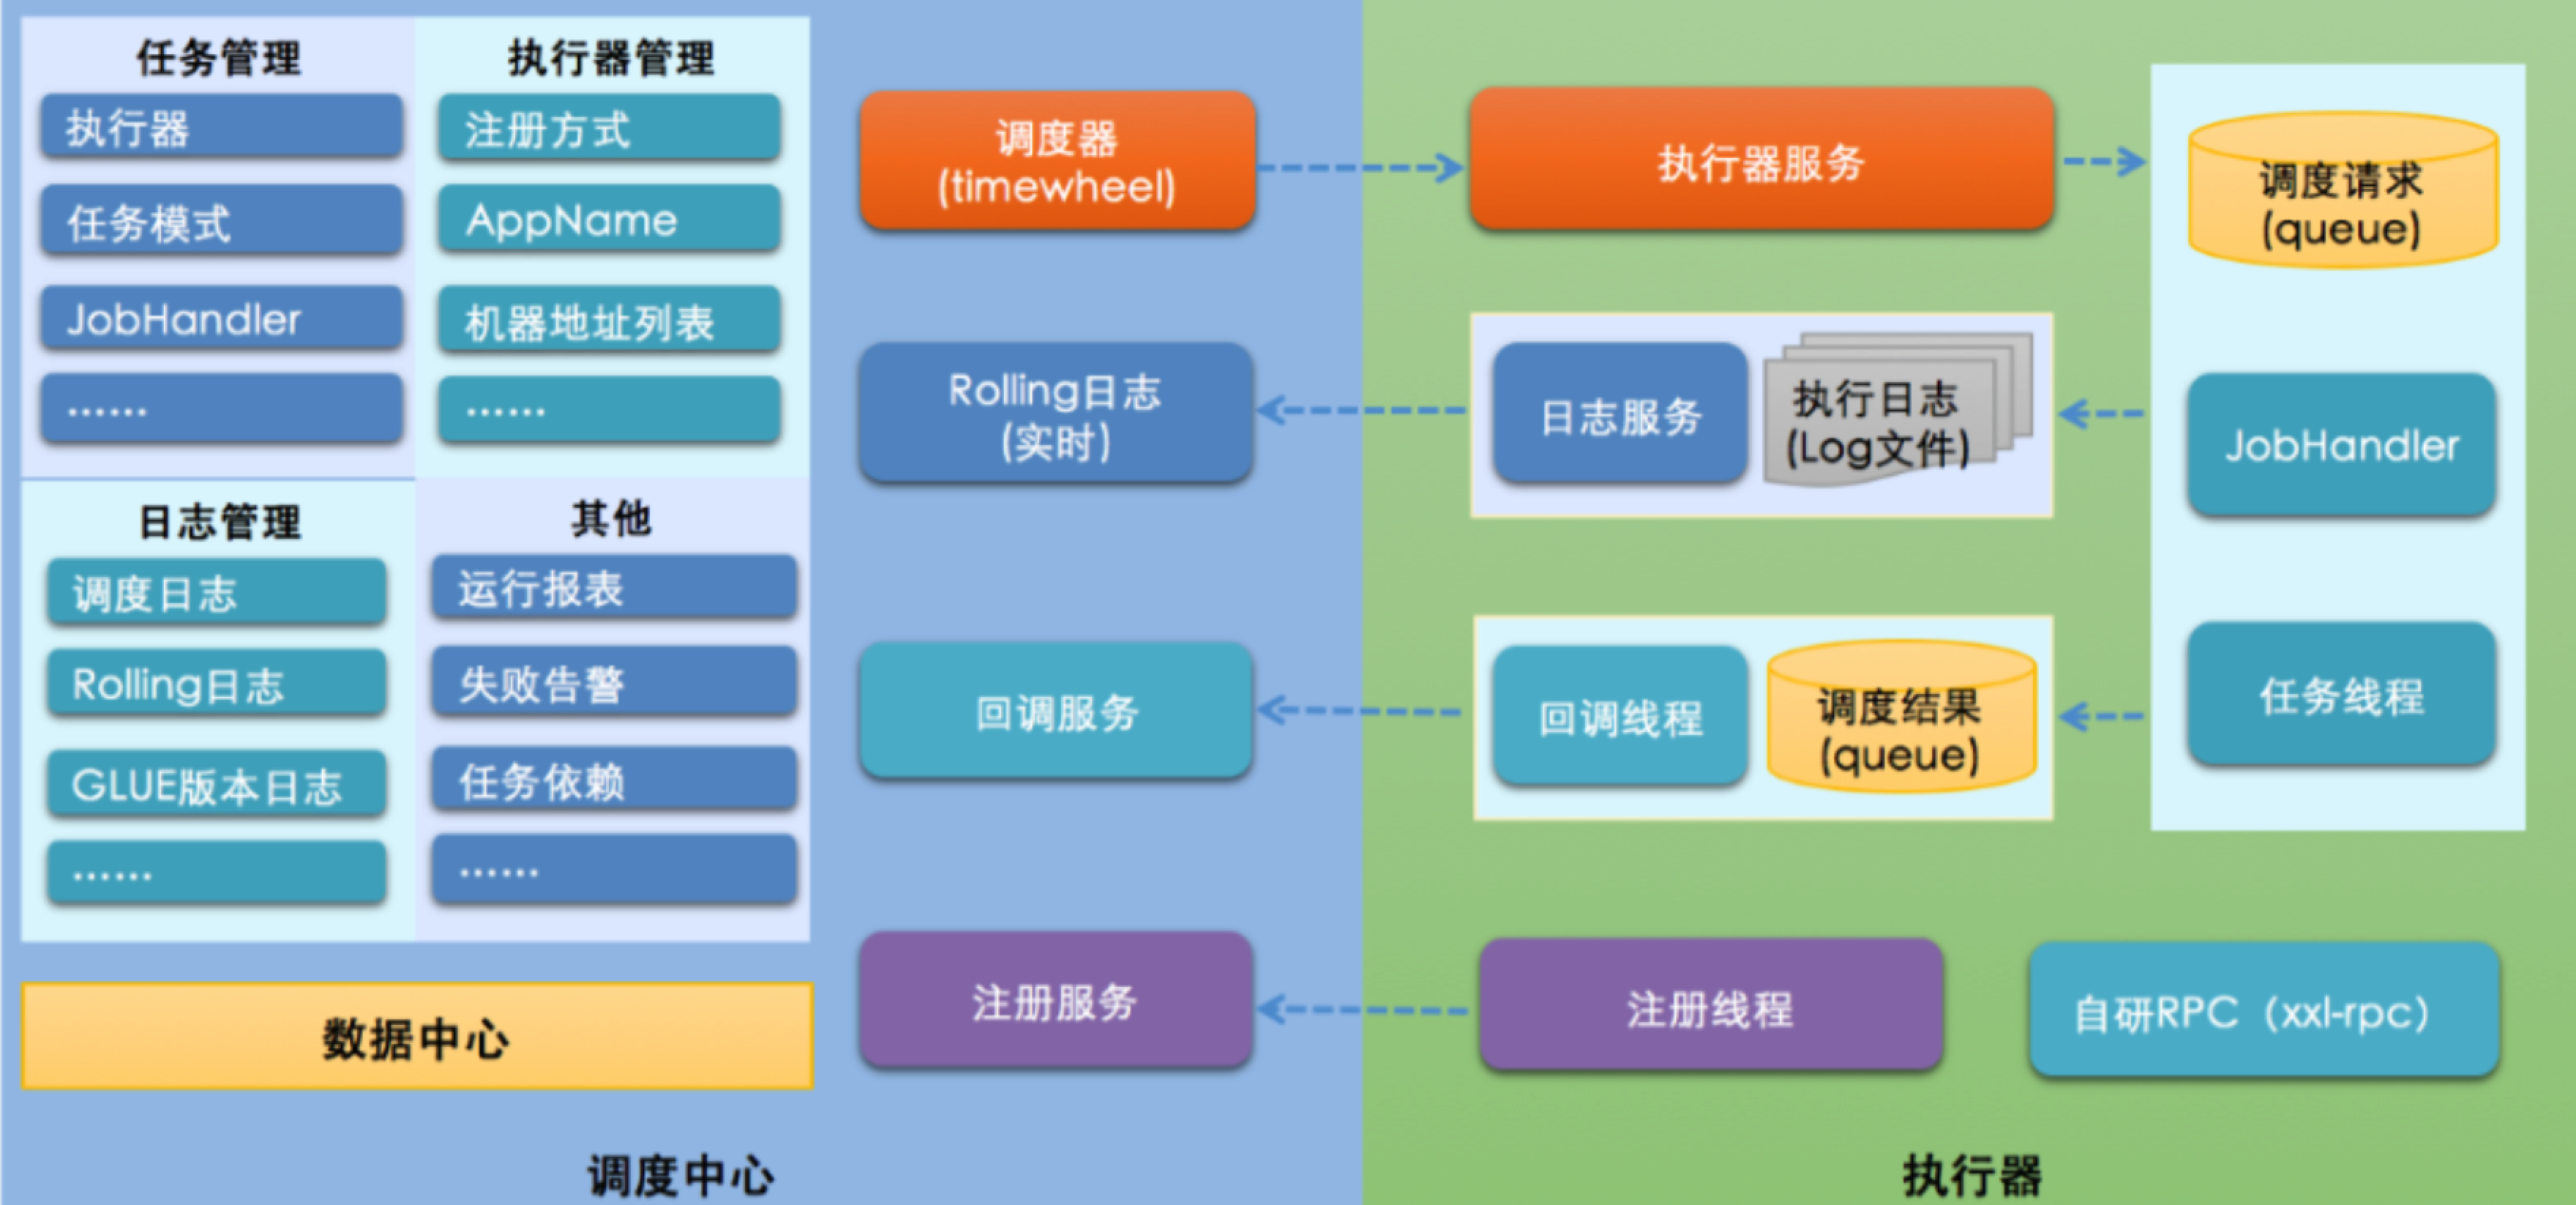 任务管理
执行器
任务模式
JobHandler
······
执行器管理
注册方式
AppName
机器地址列表
······
日志管理
调度日志
Rolling日志
GLUE版本日志
······
其他
运行报表
失败告警
任务依赖
······
数据中心
调度器
(timewheel)
Rolling日志
(实时)
回调服务
注册服务
调度中心
执行器服务
日志服务
执行日志
(Log文件)
回调线程
调度结果
(queue)
注册线程
调度请求
(queue)
JobHandler
任务线程
自研RPC（xxl-rpc）
执行器